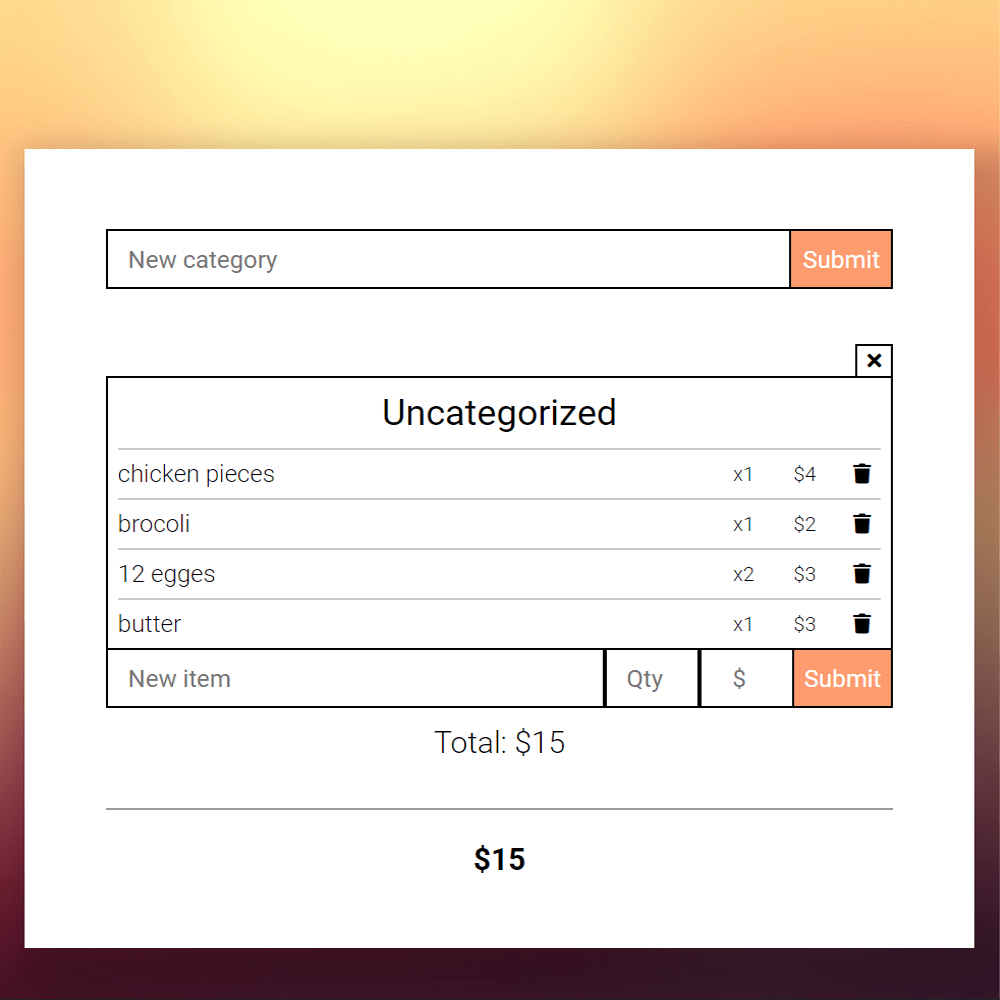 New category Submit
Uncategorized
chicken pieces x1 $4
brocoli x1 $2
12 egges x2 $3
butter x1 $3
New item Qty $ Submit
Total: $15
$15